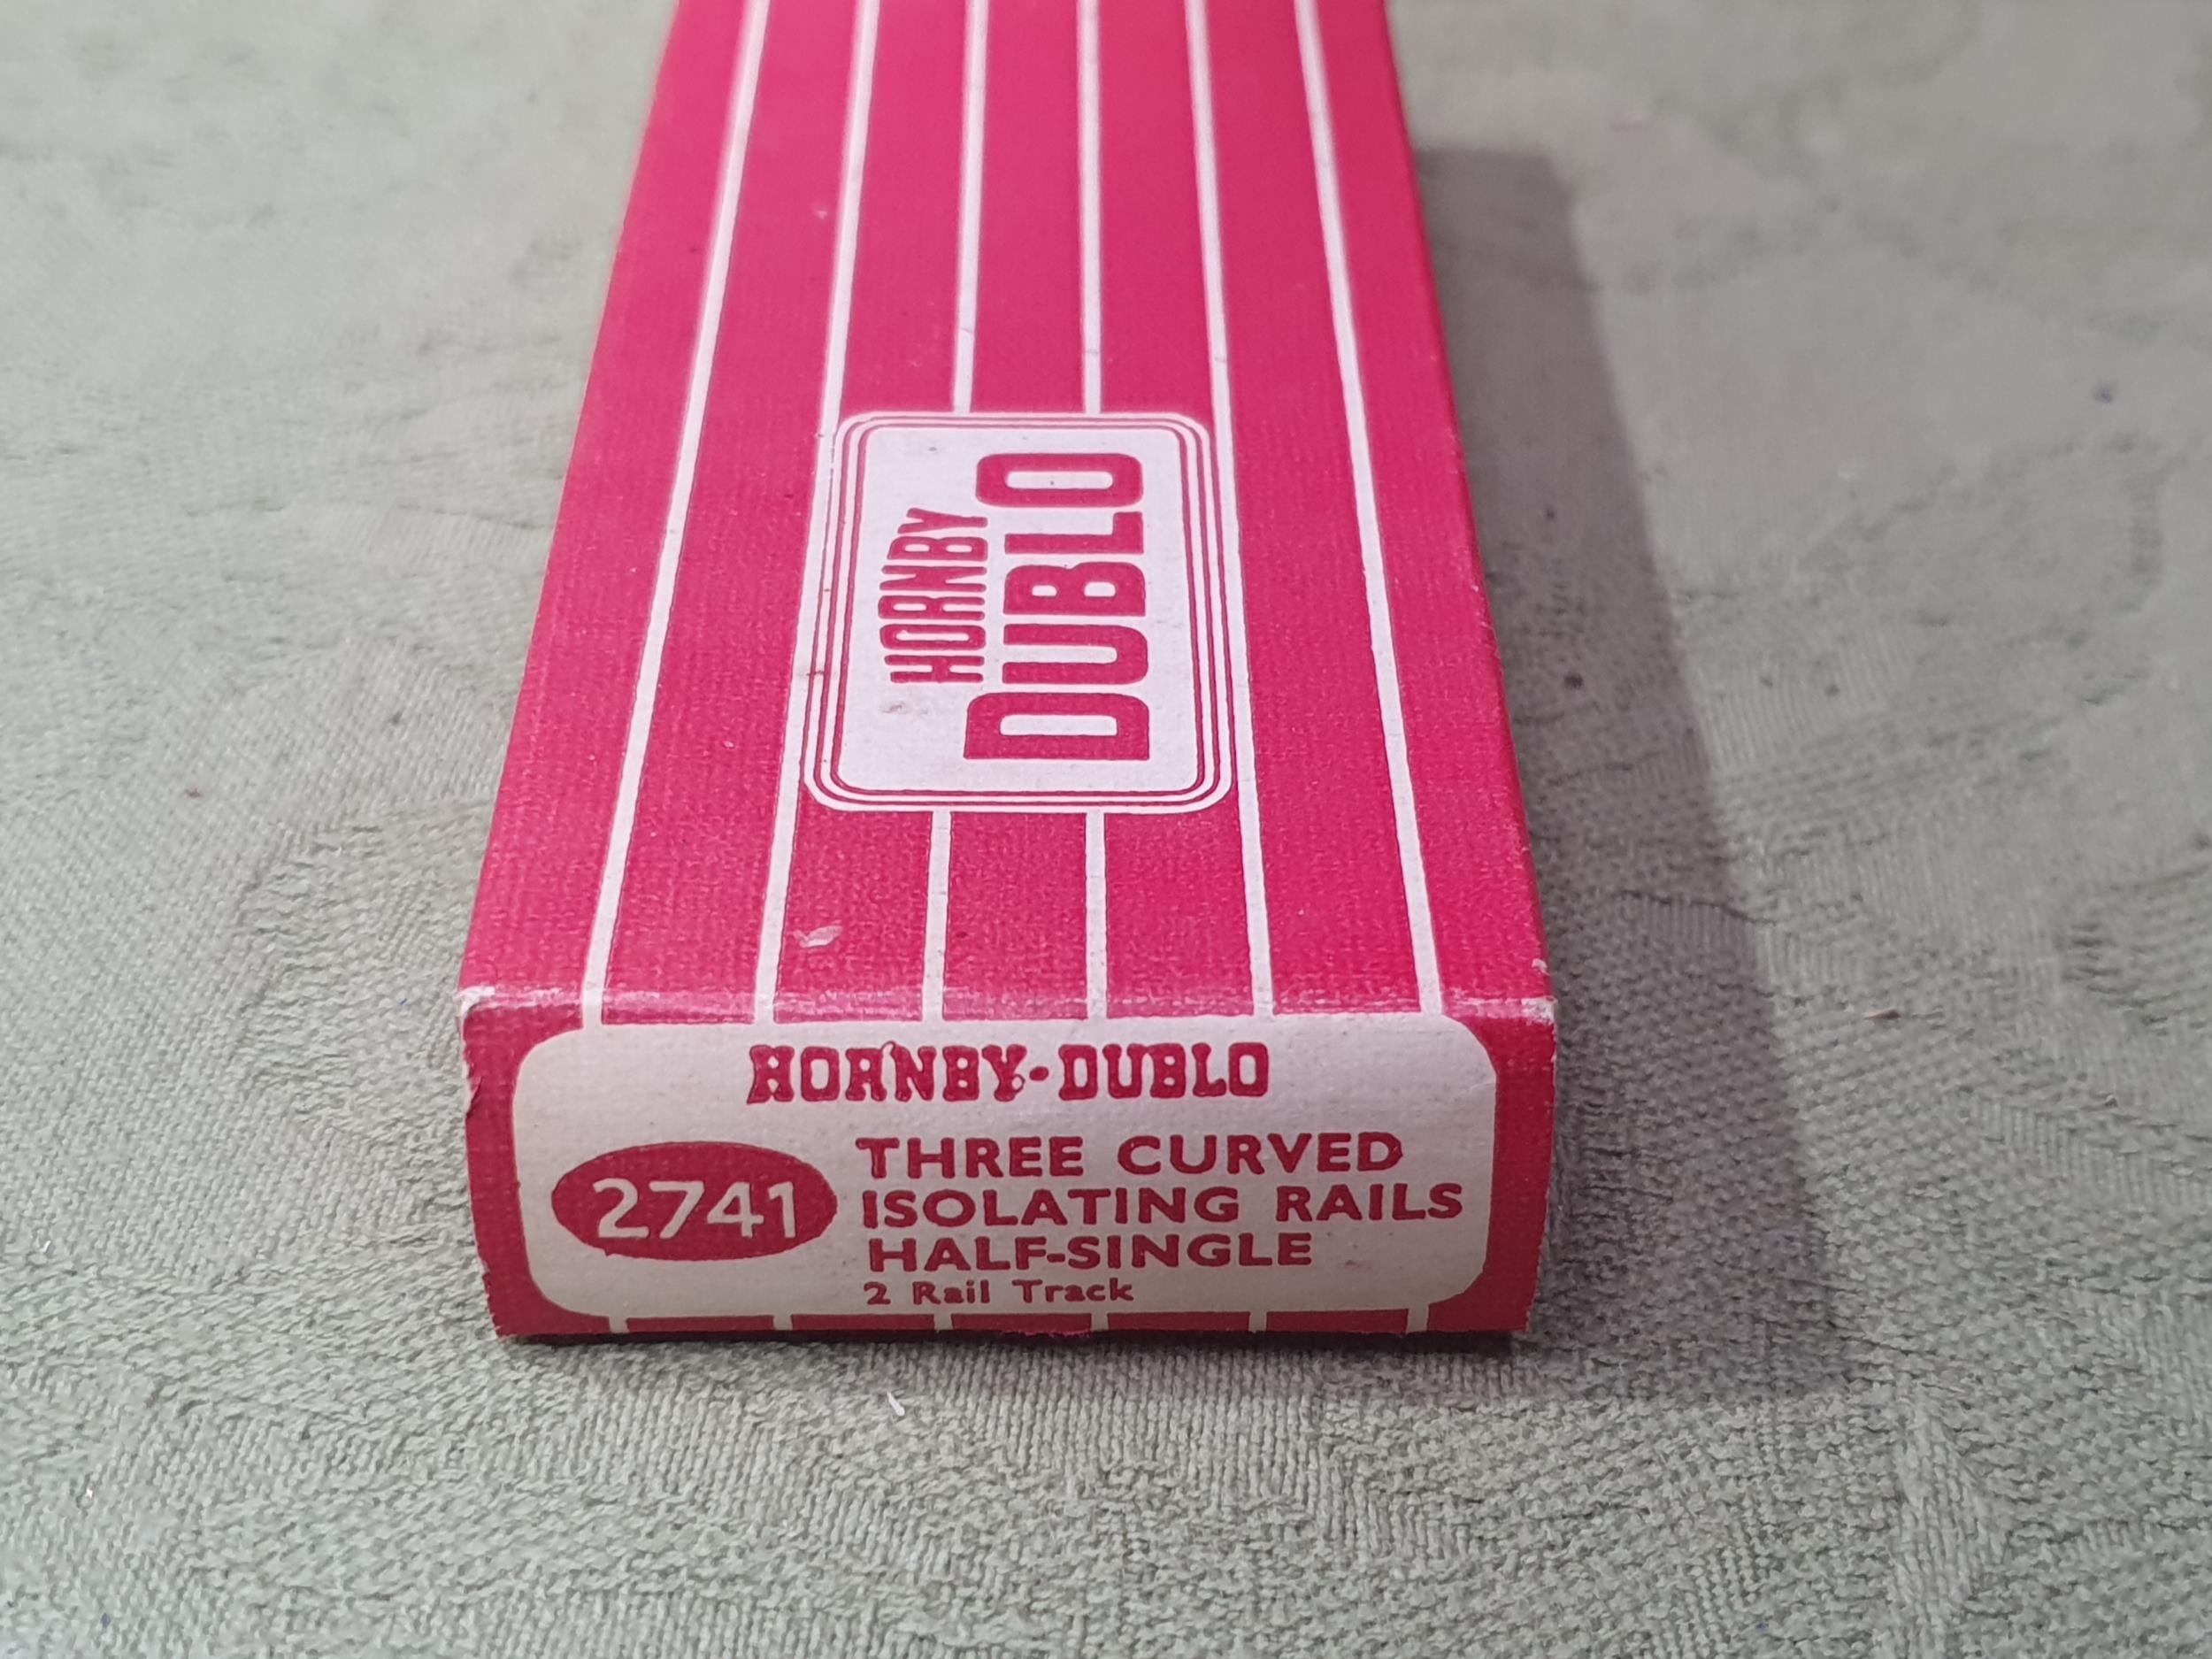 HORNBY
DUBLO
HORNBY-DUBLO
2741
THREE CURVED
ISOLATING RAILS
HALF-SINGLE
2 Rail Track